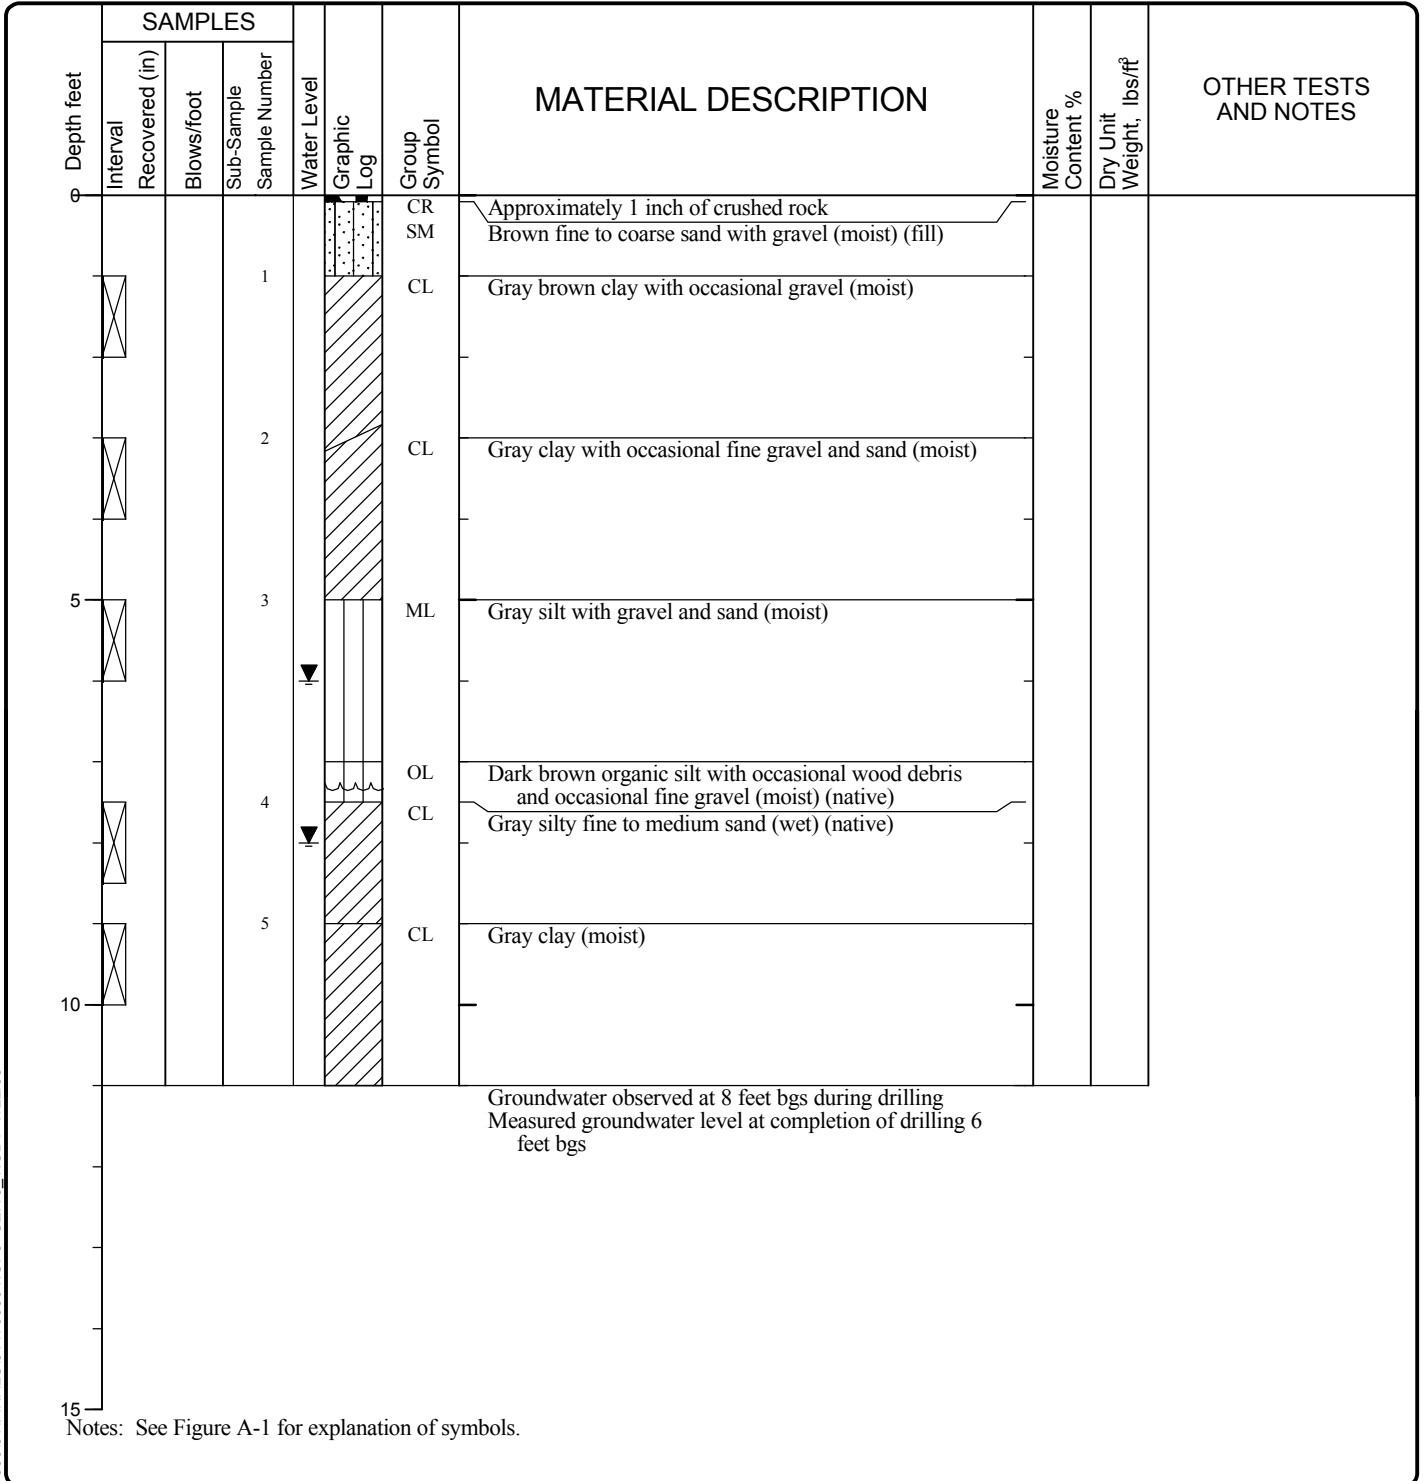 SAMPLES
Depth feet
Interval
Recovered (in)
Blows/foot
Sub-Sample
Sample Number
Water Level
Graphic
Log
Group
Symbol
MATERIAL DESCRIPTION
Moisture
Content %
Dry Unit
Weight, lbs/ft³
OTHER TESTS
AND NOTES
0
CR Approximately 1 inch of crushed rock
SM Brown fine to coarse sand with gravel (moist) (fill)
1 CL Gray brown clay with occasional gravel (moist)
2 CL Gray clay with occasional fine gravel and sand (moist)
5 3 ML Gray silt with gravel and sand (moist)
OL Dark brown organic silt with occasional wood debris
and occasional fine gravel (moist) (native)
4 CL Gray silty fine to medium sand (wet) (native)
5 CL Gray clay (moist)
10
Groundwater observed at 8 feet bgs during drilling
Measured groundwater level at completion of drilling 6
feet bgs
15
Notes: See Figure A-1 for explanation of symbols.